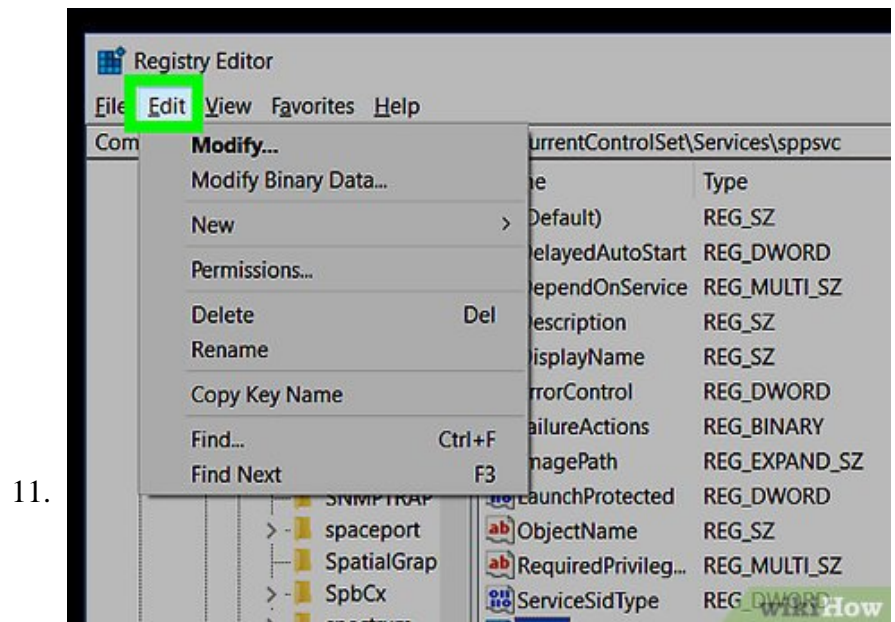 Registry Editor
File Edit View Favorites Help
Com urrentControlSet\Services\sppsvc
Modify...
Modify Binary Data...
New >
Permissions...
Delete Del
Rename
Copy Key Name
Find... Ctrl+F
Find Next F3
e Type
Default) REG_SZ
elayedAutoStart REG_DWORD
ependOnService REG_MULTI_SZ
escription REG_SZ
isplayName REG_SZ
rrorControl REG_DWORD
ailureActions REG_BINARY
magePath REG_EXPAND_SZ
11.
SNMPTRAP LaunchProtected REG_DWORD
spaceport ObjectName REG_SZ
SpatialGrap RequiredPrivileg... REG_MULTI_SZ
SpbCx ServiceSidType REG_DWORD
wikiHow